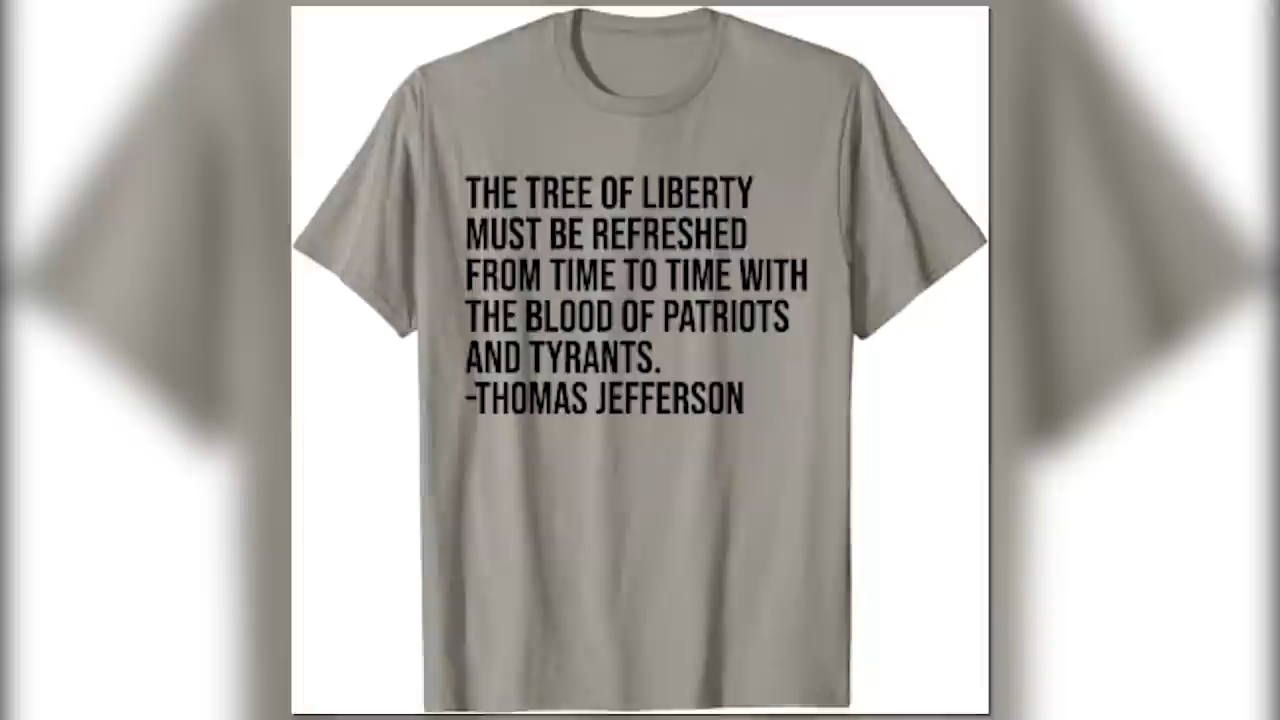 THE TREE OF LIBERTY
MUST BE REFRESHED
FROM TIME TO TIME WITH
THE BLOOD OF PATRIOTS
AND TYRANTS.
-THOMAS JEFFERSON